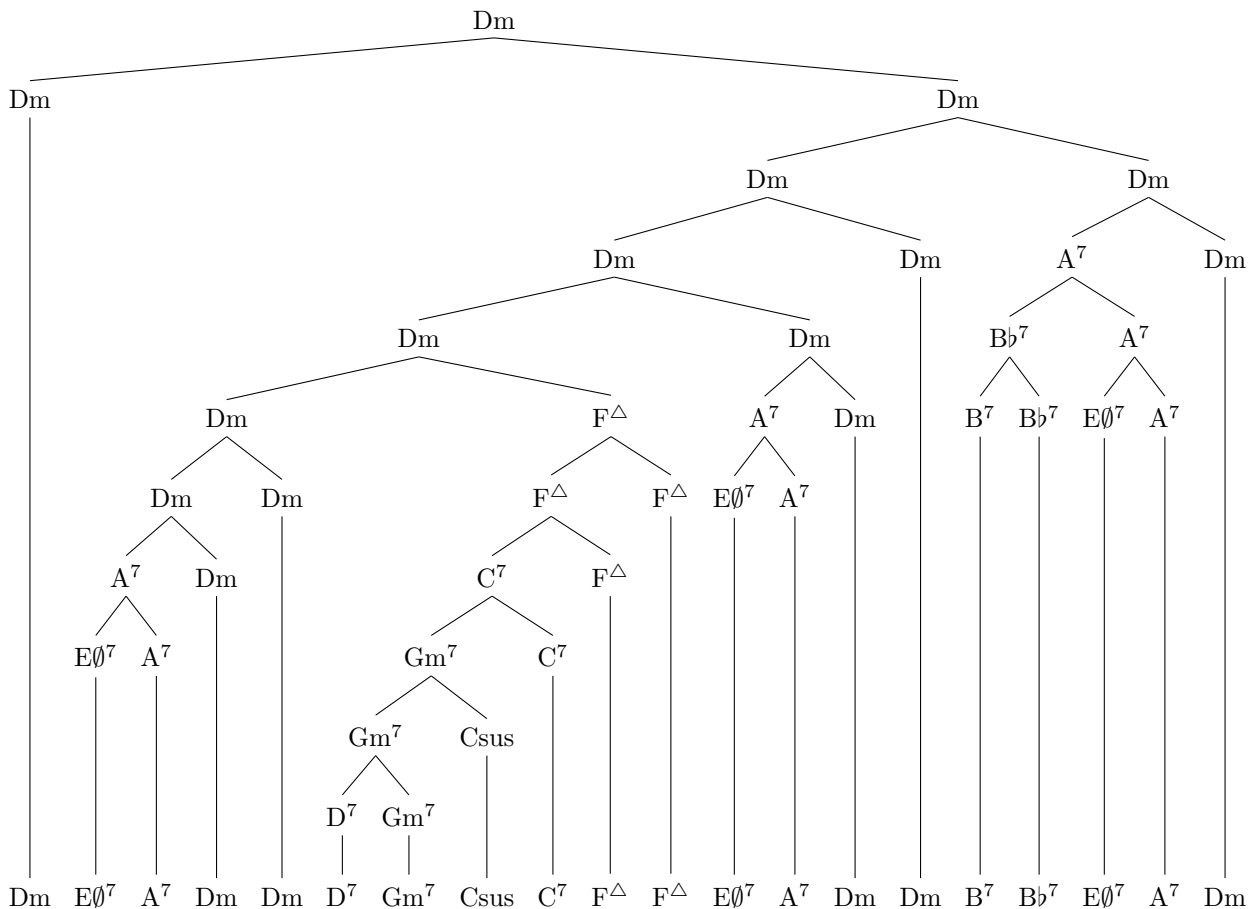 Dm
Dm Dm
Dm Dm
Dm Dm A⁷ Dm
Dm Dm B♭⁷ A⁷
Dm F△ A⁷ Dm B⁷ B♭⁷ E∅⁷ A⁷
Dm Dm F△ F△ E∅⁷ A⁷
A⁷ Dm C⁷ F△
E∅⁷ A⁷ Gm⁷ C⁷
Gm⁷ Csus
D⁷ Gm⁷
Dm E∅⁷ A⁷ Dm Dm D⁷ Gm⁷ Csus C⁷ F△ F△ E∅⁷ A⁷ Dm Dm B⁷ B♭⁷ E∅⁷ A⁷ Dm